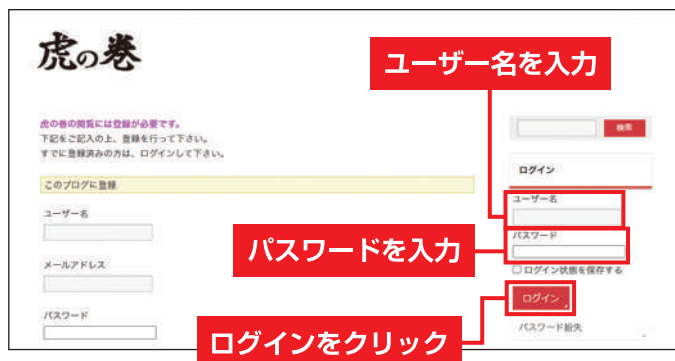 虎の巻
ユーザー名を入力
虎の巻の閲覧には登録が必要です。
下記をご記入の上、登録を行って下さい。
すでに登録済みの方は、ログインして下さい。
このブログに登録
ユーザー名
メールアドレス
パスワード
検索
ログイン
ユーザー名
パスワード
パスワードを入力
ログイン状態を保存する
ログイン
ログインをクリック
パスワード紛失